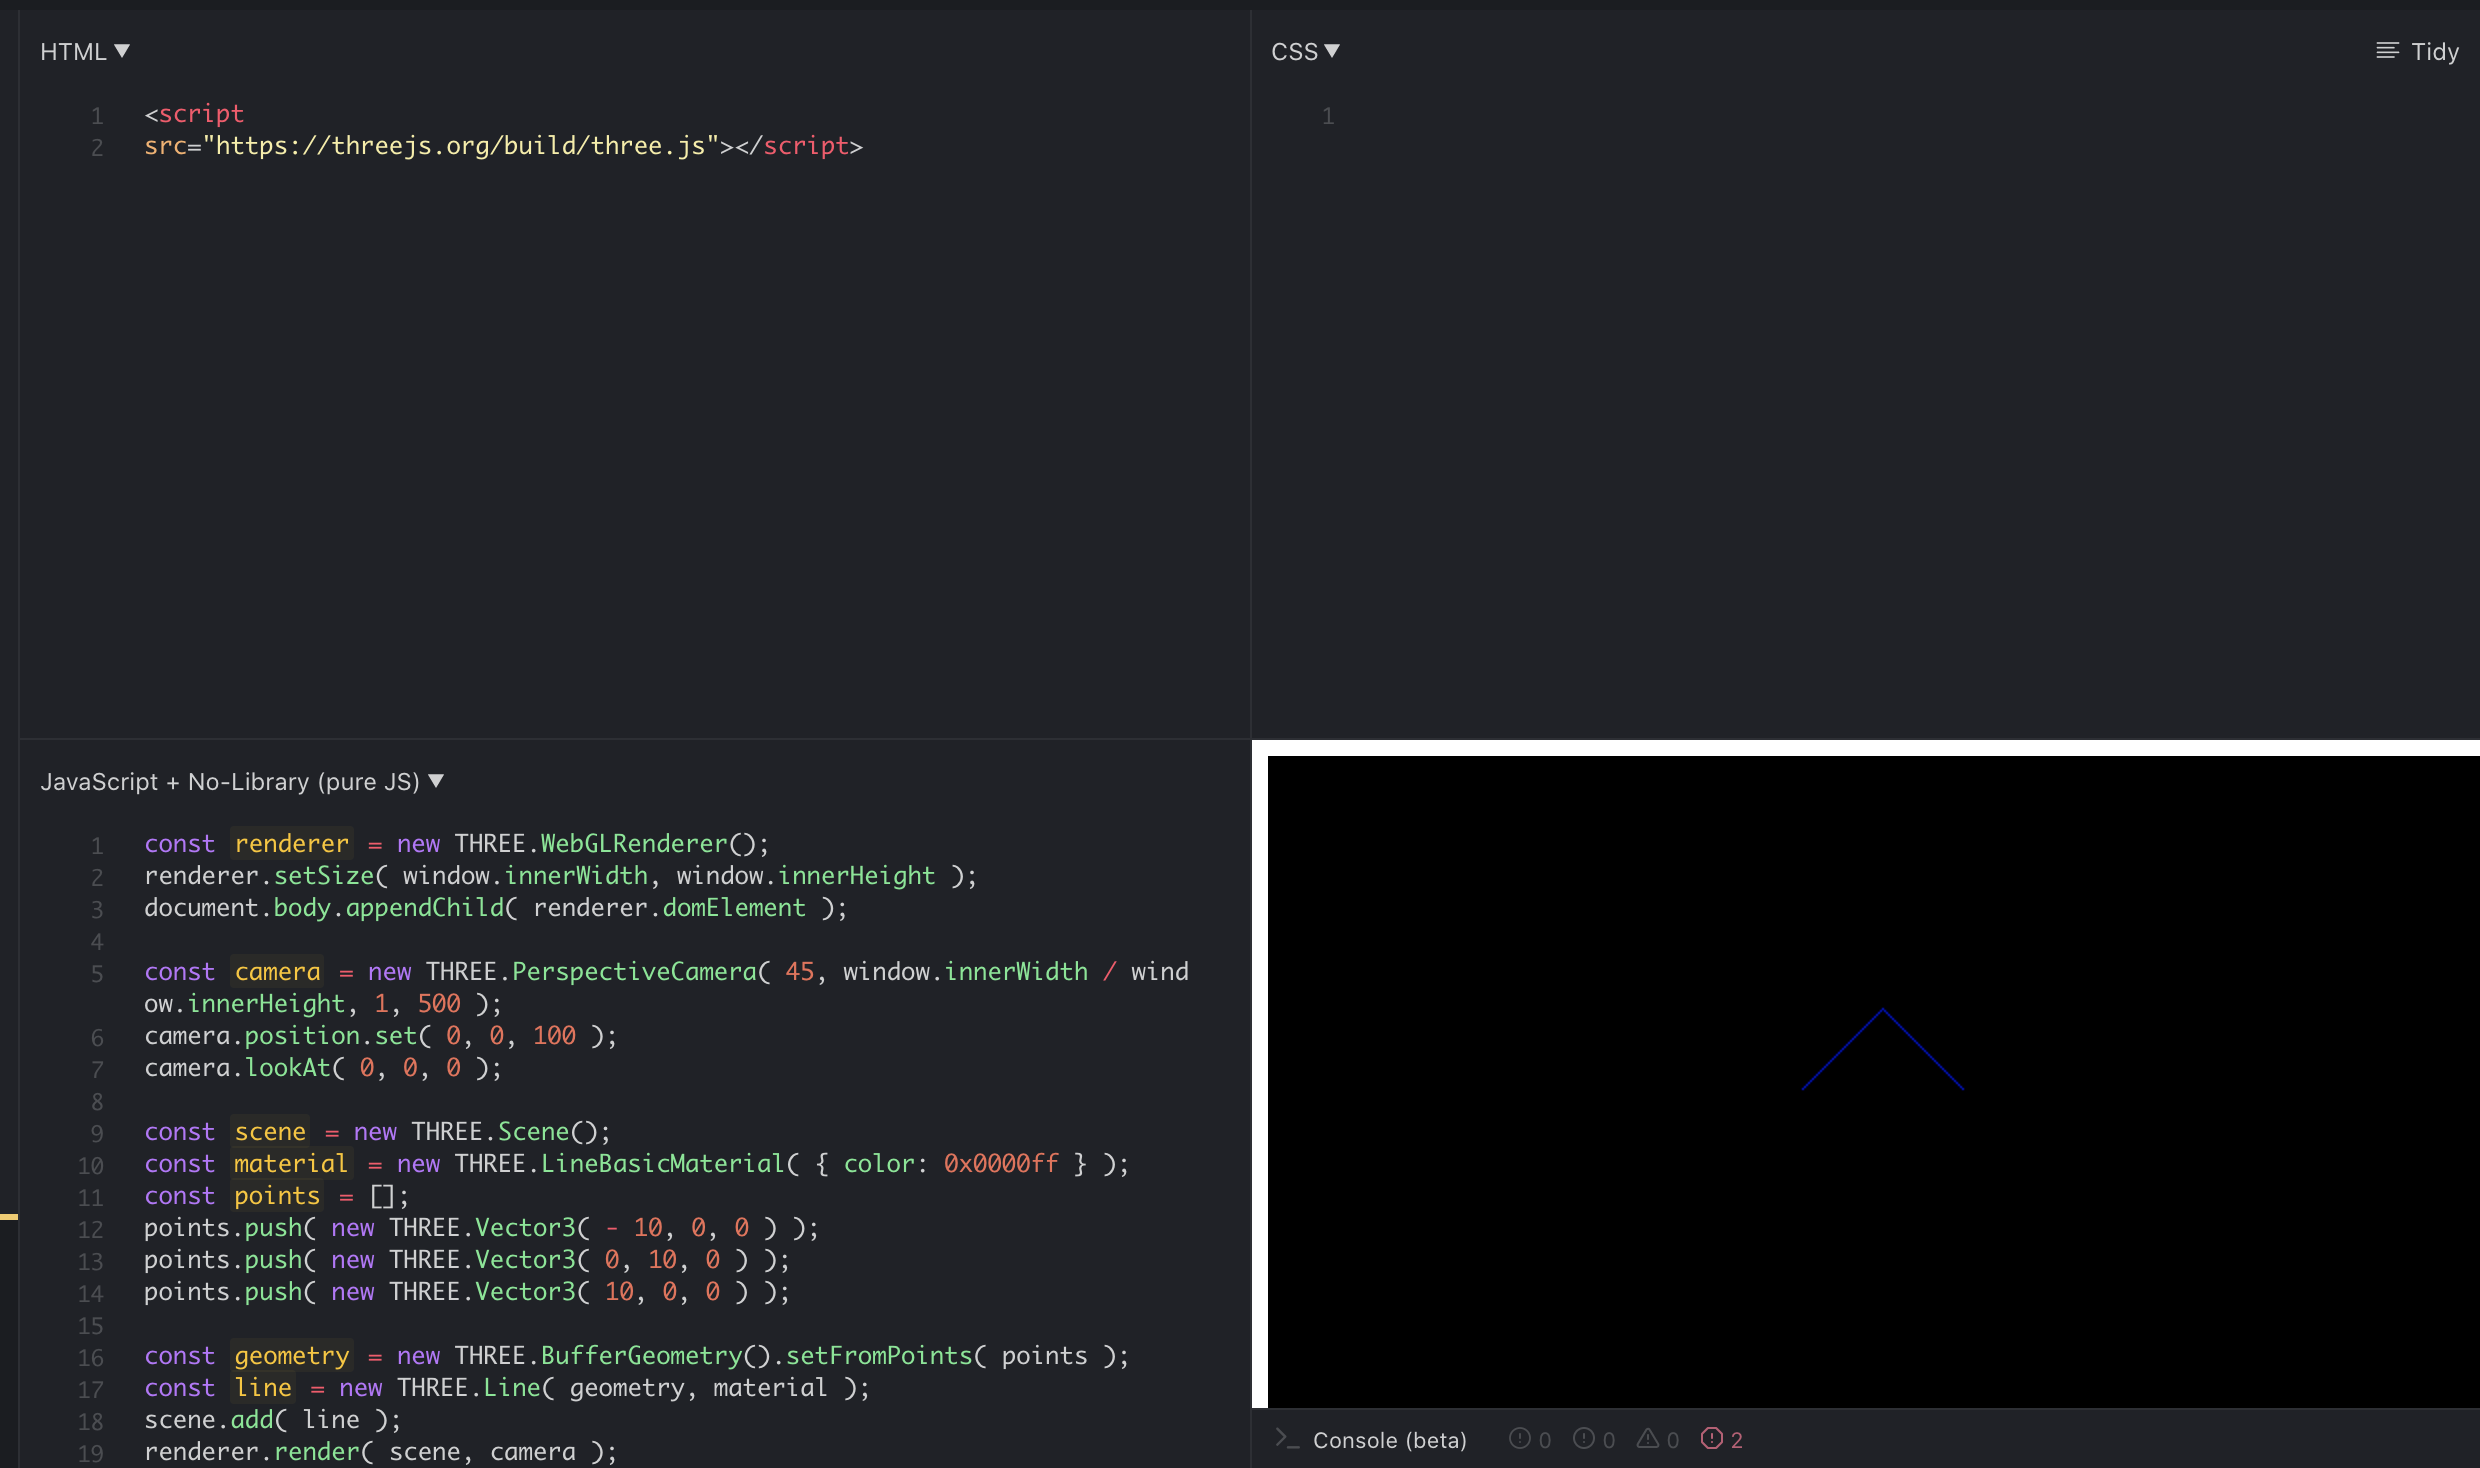 HTML ▼
1 <script
2 src="https://threejs.org/build/three.js"></script>
CSS ▼
Tidy
1
JavaScript + No-Library (pure JS) ▼
1 const renderer = new THREE.WebGLRenderer();
2 renderer.setSize( window.innerWidth, window.innerHeight );
3 document.body.appendChild( renderer.domElement );
4
5 const camera = new THREE.PerspectiveCamera( 45, window.innerWidth / wind
ow.innerHeight, 1, 500 );
6 camera.position.set( 0, 0, 100 );
7 camera.lookAt( 0, 0, 0 );
8
9 const scene = new THREE.Scene();
10 const material = new THREE.LineBasicMaterial( { color: 0x0000ff } );
11 const points = [];
12 points.push( new THREE.Vector3( - 10, 0, 0 ) );
13 points.push( new THREE.Vector3( 0, 10, 0 ) );
14 points.push( new THREE.Vector3( 10, 0, 0 ) );
15
16 const geometry = new THREE.BufferGeometry().setFromPoints( points );
17 const line = new THREE.Line( geometry, material );
18 scene.add( line );
19 renderer.render( scene, camera );
>_ Console (beta) 0 0 0 2